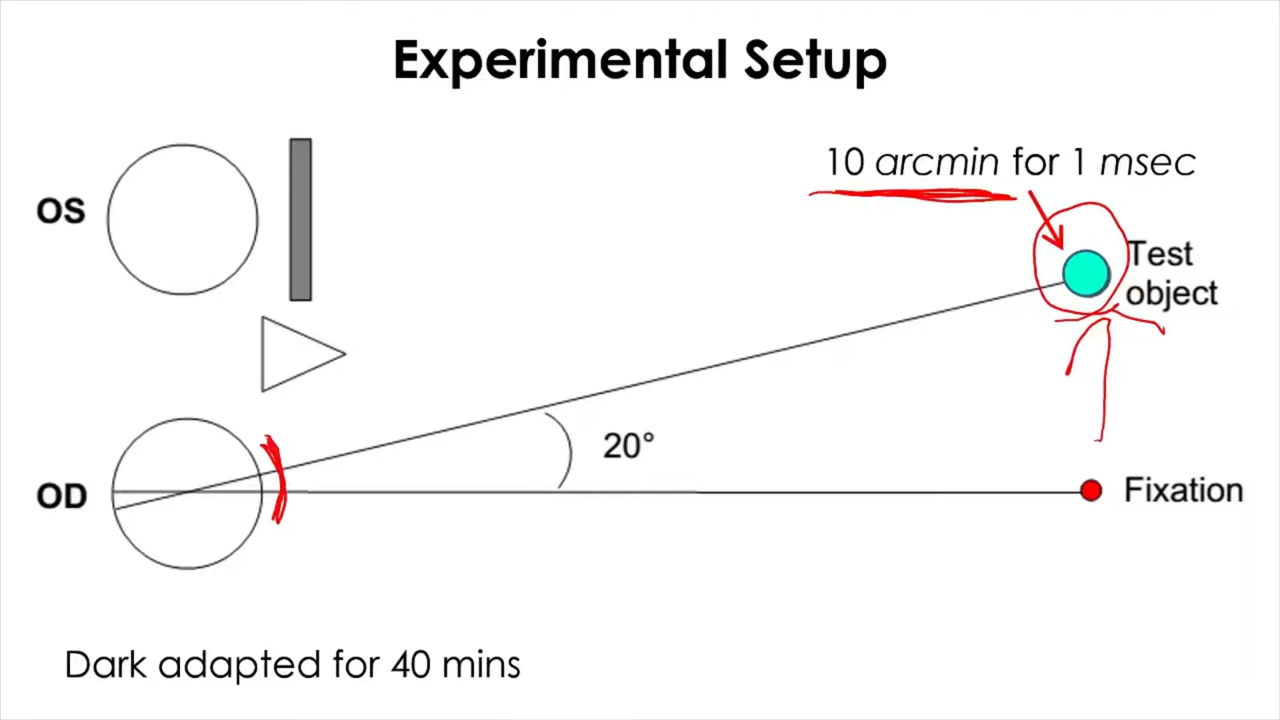 Experimental Setup
10 arcmin for 1 msec
OS
Test
object
20°
OD
Fixation
Dark adapted for 40 mins